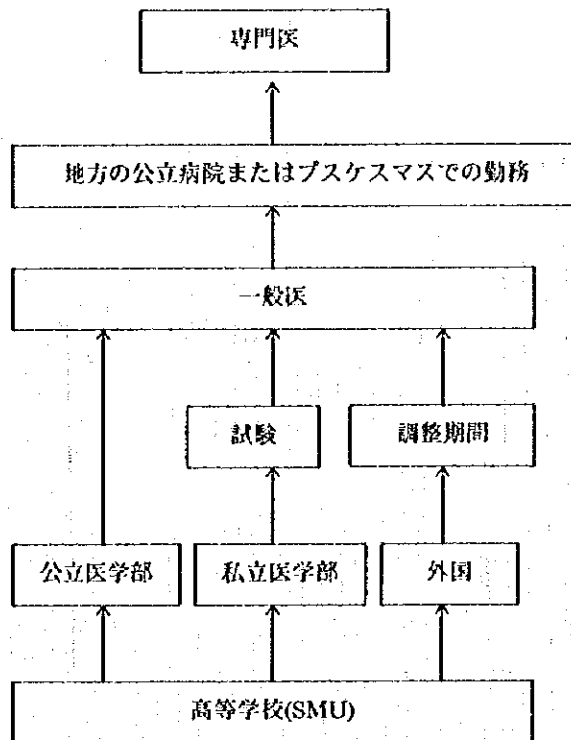 専門医
地方の公立病院またはプスケスマスでの勤務
一般医
試験 調整期間
公立医学部 私立医学部 外国
高等学校(SMU)